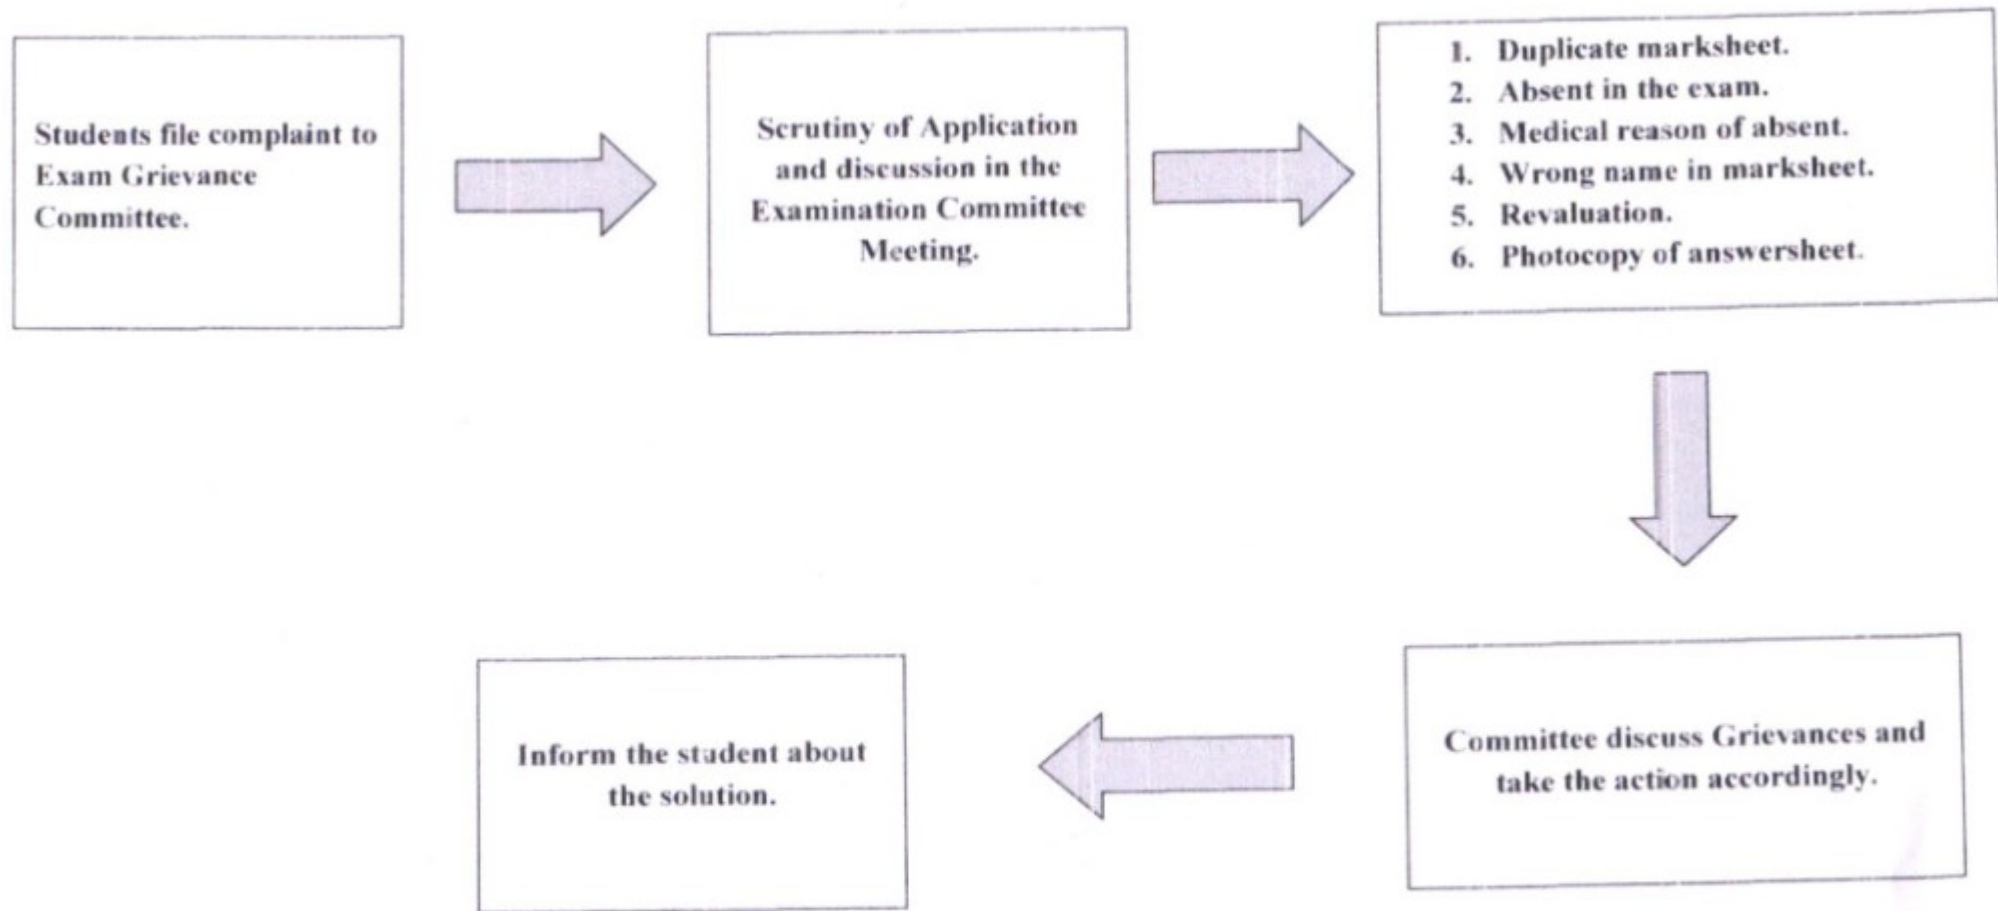 Students file complaint to
Exam Grievance
Committee.
Scrutiny of Application
and discussion in the
Examination Committee
Meeting.
1. Duplicate marksheet.
2. Absent in the exam.
3. Medical reason of absent.
4. Wrong name in marksheet.
5. Revaluation.
6. Photocopy of answersheet.
Committee discuss Grievances and
take the action accordingly.
Inform the student about
the solution.